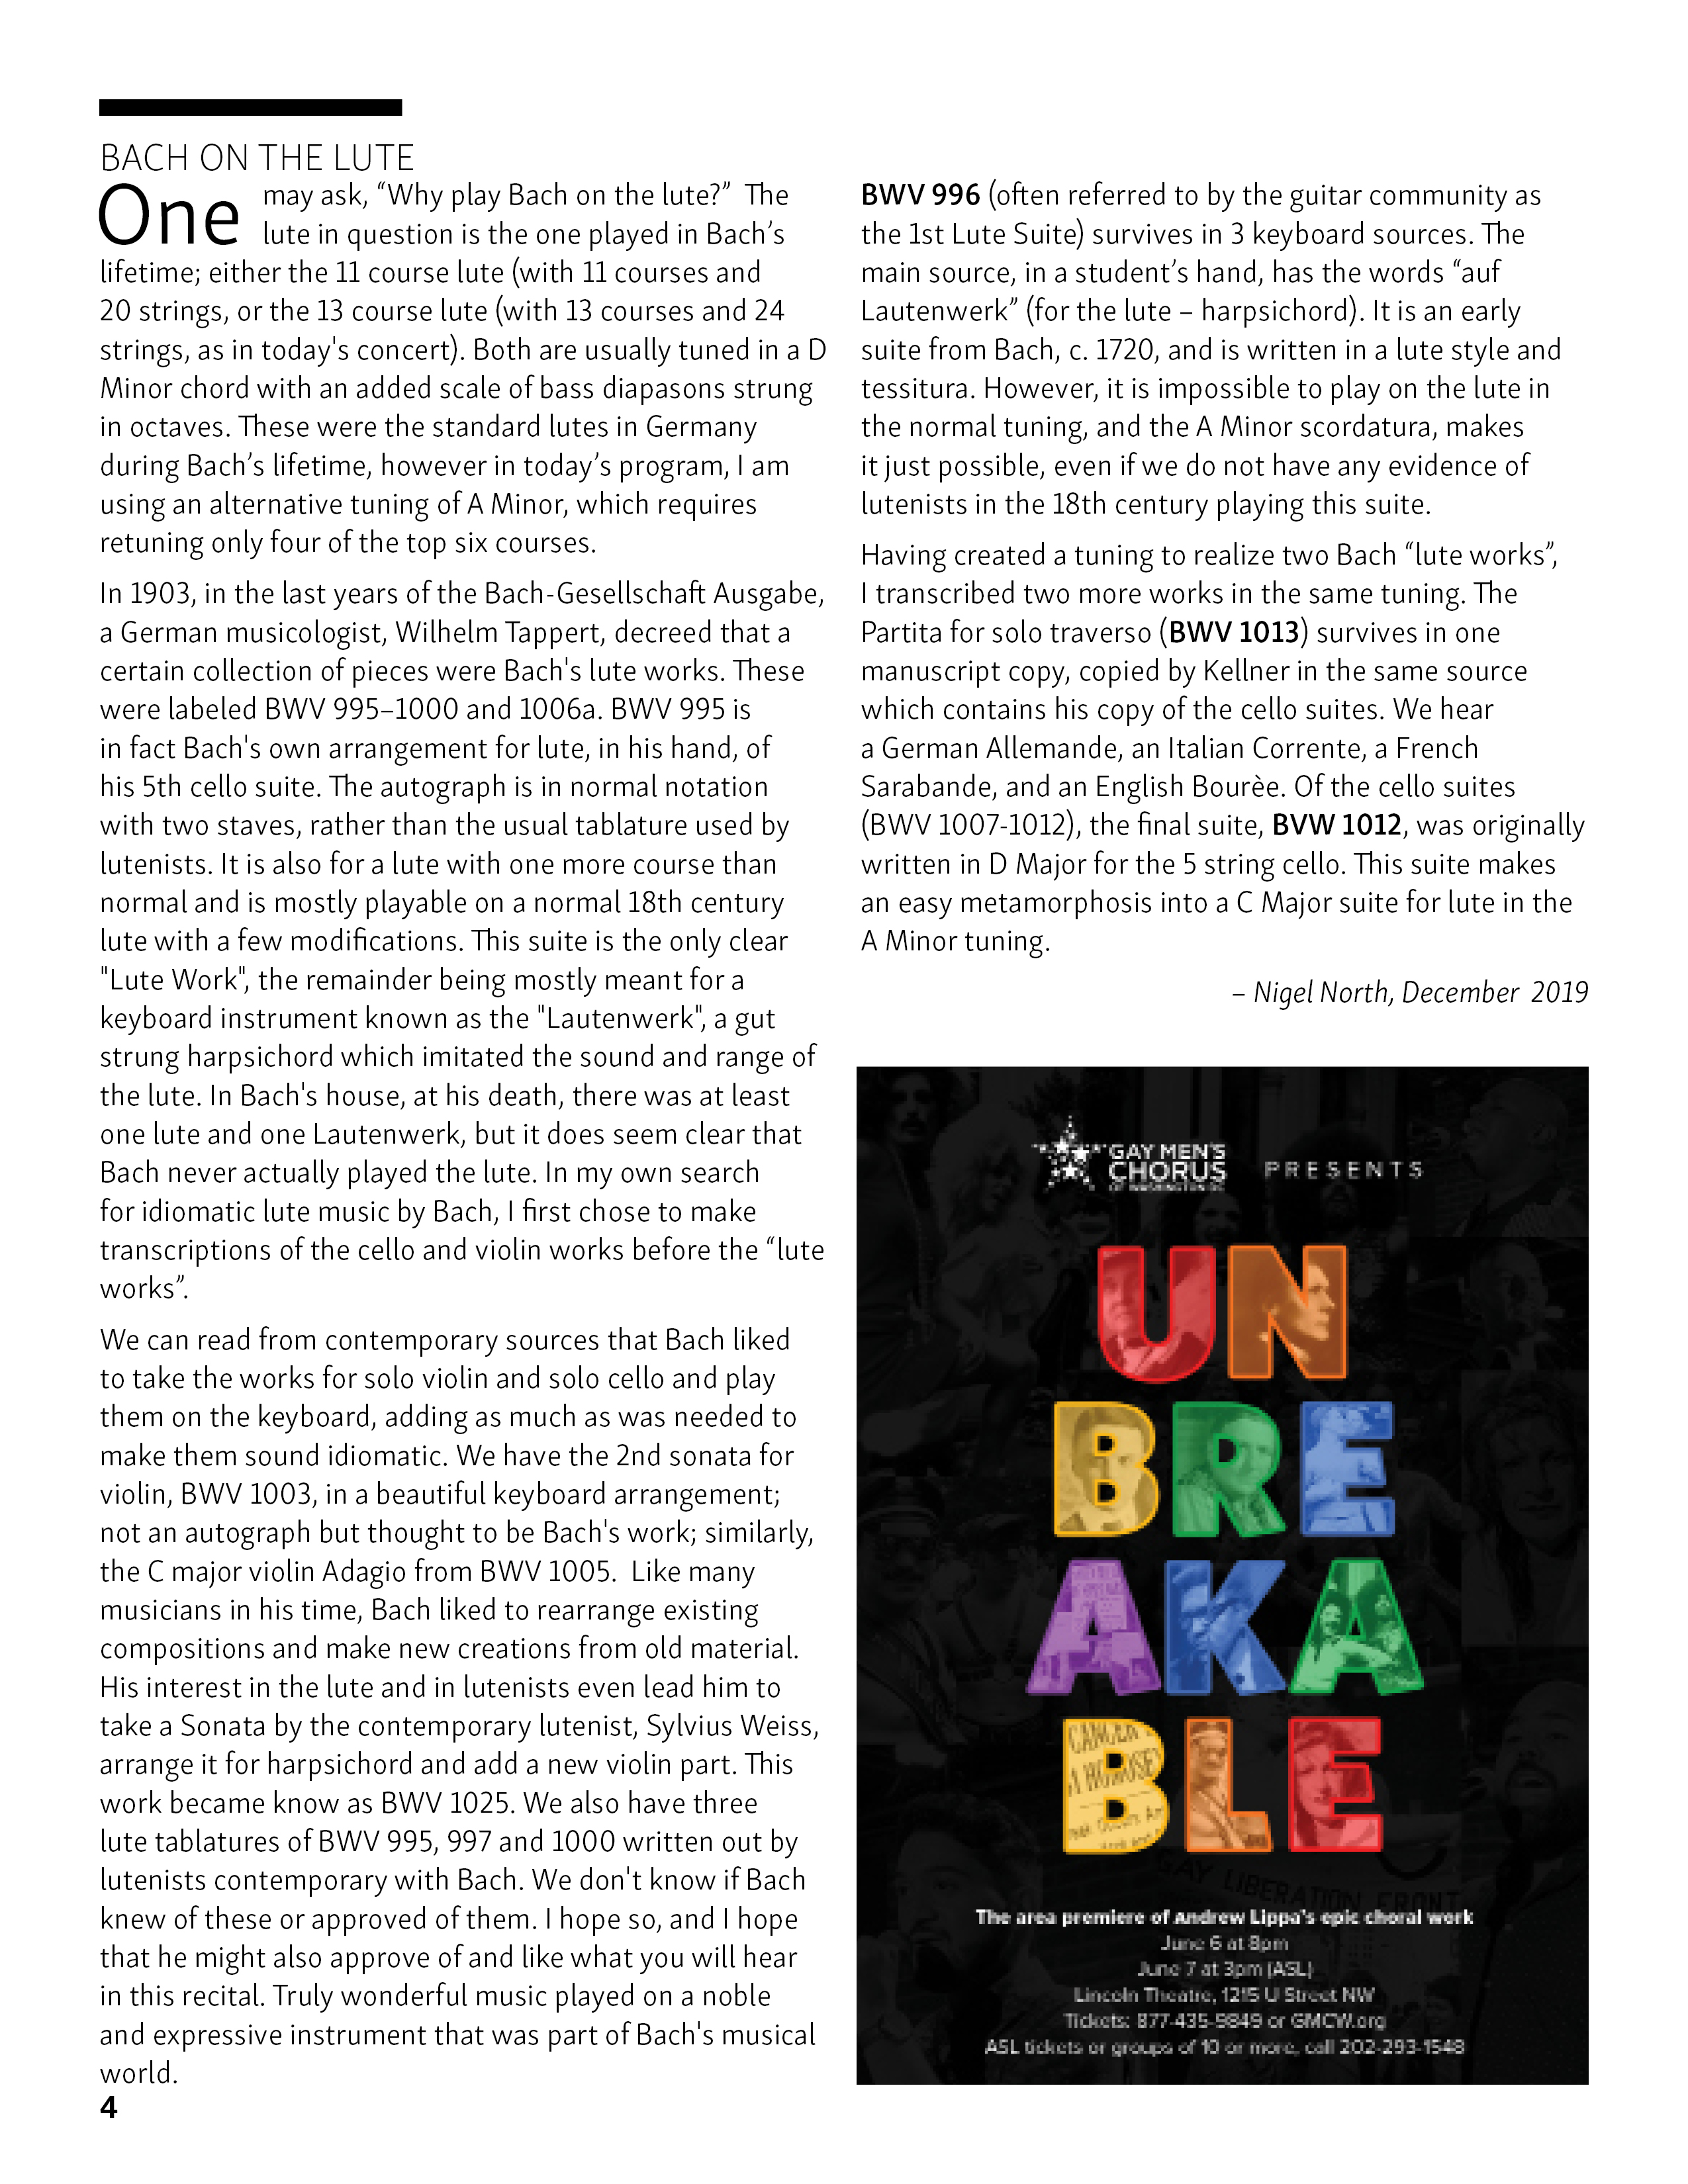 BACH ON THE LUTE
One may ask, “Why play Bach on the lute?”  The
lute in question is the one played in Bach’s
lifetime; either the 11 course lute (with 11 courses and
20 strings, or the 13 course lute (with 13 courses and 24
strings, as in today's concert). Both are usually tuned in a D
Minor chord with an added scale of bass diapasons strung
in octaves. These were the standard lutes in Germany
during Bach’s lifetime, however in today’s program, I am
using an alternative tuning of A Minor, which requires
retuning only four of the top six courses.
In 1903, in the last years of the Bach-Gesellschaft Ausgabe,
a German musicologist, Wilhelm Tappert, decreed that a
certain collection of pieces were Bach's lute works. These
were labeled BWV 995–1000 and 1006a. BWV 995 is
in fact Bach's own arrangement for lute, in his hand, of
his 5th cello suite. The autograph is in normal notation
with two staves, rather than the usual tablature used by
lutenists. It is also for a lute with one more course than
normal and is mostly playable on a normal 18th century
lute with a few modifications. This suite is the only clear
"Lute Work", the remainder being mostly meant for a
keyboard instrument known as the "Lautenwerk", a gut
strung harpsichord which imitated the sound and range of
the lute. In Bach's house, at his death, there was at least
one lute and one Lautenwerk, but it does seem clear that
Bach never actually played the lute. In my own search
for idiomatic lute music by Bach, I first chose to make
transcriptions of the cello and violin works before the “lute
works”.
We can read from contemporary sources that Bach liked
to take the works for solo violin and solo cello and play
them on the keyboard, adding as much as was needed to
make them sound idiomatic. We have the 2nd sonata for
violin, BWV 1003, in a beautiful keyboard arrangement;
not an autograph but thought to be Bach's work; similarly,
the C major violin Adagio from BWV 1005.  Like many
musicians in his time, Bach liked to rearrange existing
compositions and make new creations from old material.
His interest in the lute and in lutenists even lead him to
take a Sonata by the contemporary lutenist, Sylvius Weiss,
arrange it for harpsichord and add a new violin part. This
work became know as BWV 1025. We also have three
lute tablatures of BWV 995, 997 and 1000 written out by
lutenists contemporary with Bach. We don't know if Bach
knew of these or approved of them. I hope so, and I hope
that he might also approve of and like what you will hear
in this recital. Truly wonderful music played on a noble
and expressive instrument that was part of Bach's musical
world.
4
BWV 996 (often referred to by the guitar community as
the 1st Lute Suite) survives in 3 keyboard sources. The
main source, in a student’s hand, has the words “auf
Lautenwerk” (for the lute – harpsichord). It is an early
suite from Bach, c. 1720, and is written in a lute style and
tessitura. However, it is impossible to play on the lute in
the normal tuning, and the A Minor scordatura, makes
it just possible, even if we do not have any evidence of
lutenists in the 18th century playing this suite.
Having created a tuning to realize two Bach “lute works”,
I transcribed two more works in the same tuning. The
Partita for solo traverso (BWV 1013) survives in one
manuscript copy, copied by Kellner in the same source
which contains his copy of the cello suites. We hear
a German Allemande, an Italian Corrente, a French
Sarabande, and an English Bourèe. Of the cello suites
(BWV 1007-1012), the final suite, BVW 1012, was originally
written in D Major for the 5 string cello. This suite makes
an easy metamorphosis into a C Major suite for lute in the
A Minor tuning.
– Nigel North, December  2019
GAY MEN'S
CHORUS
OF WASHINGTON DC
PRESENTS
UN
BRE
AKA
BLE
GAY LIBERATION FRONT
The area premiere of Andrew Lippa's epic choral work
June 6 at 8pm
June 7 at 3pm (ASL)
Lincoln Theatre, 1215 U Street NW
Tickets: 877-435-9849 or GMCW.org
ASL tickets or groups of 10 or more, call 202-293-1548